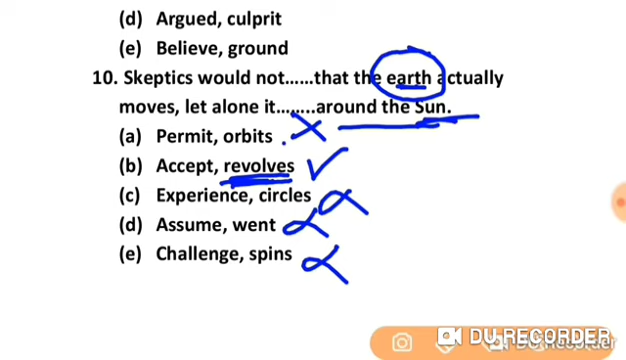 (d) Argued, culprit
(e) Believe, ground
10. Skeptics would not......that the earth actually
moves, let alone it........around the Sun.
(a) Permit, orbits
(b) Accept, revolves
(c) Experience, circles
(d) Assume, went
(e) Challenge, spins
DU RECORDER